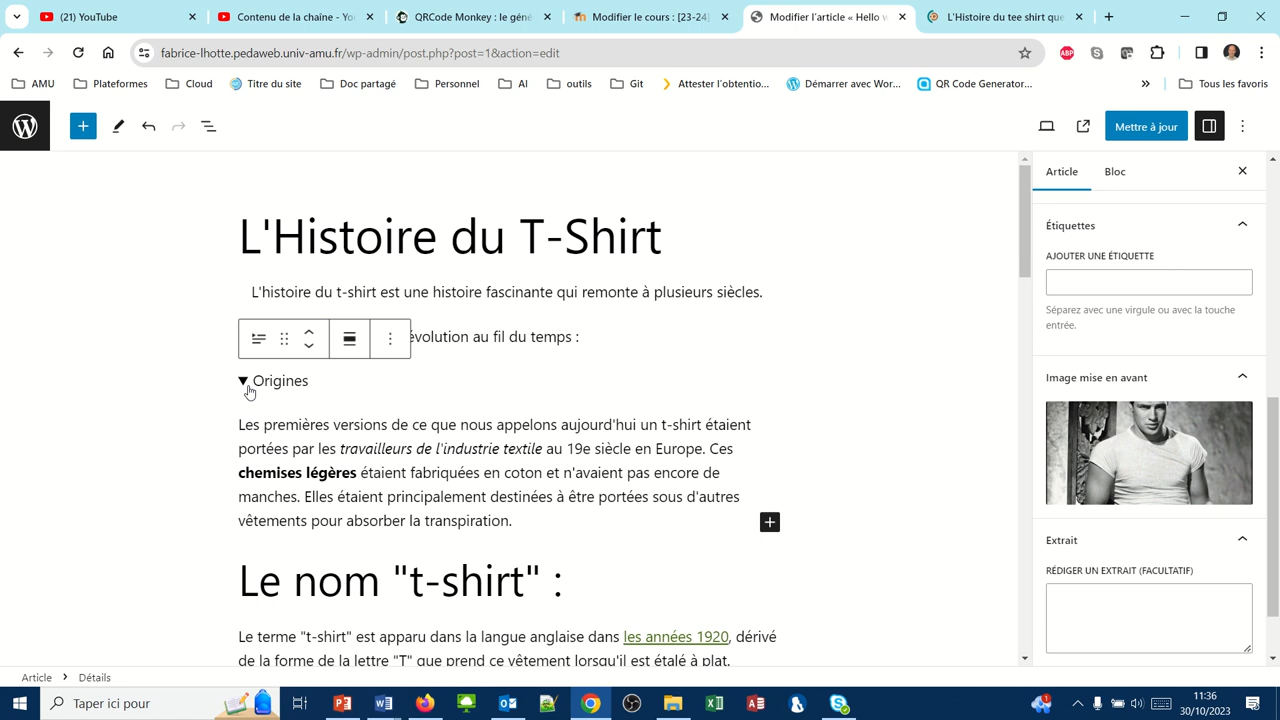 (21) YouTube
Contenu de la chaîne - You
QRCode Monkey : le géné
Modifier le cours : [23-24]
Modifier l'article « Hello w
L'Histoire du tee shirt que
fabrice-lhotte.pedaweb.univ-amu.fr/wp-admin/post.php?post=1&action=edit
ABP
AMU
Plateformes
Cloud
Titre du site
Doc partagé
Personnel
AI
outils
Git
Attester l'obtentio...
Démarrer avec Wor...
QR Code Generator...
»
Tous les favoris
Mettre à jour
Article
Bloc
L'Histoire du T-Shirt
L'histoire du t-shirt est une histoire fascinante qui remonte à plusieurs siècles.
évolution au fil du temps :
Origines
Les premières versions de ce que nous appelons aujourd'hui un t-shirt étaient
portées par les travailleurs de l'industrie textile au 19e siècle en Europe. Ces
chemises légères étaient fabriquées en coton et n'avaient pas encore de
manches. Elles étaient principalement destinées à être portées sous d'autres
vêtements pour absorber la transpiration.
Le nom "t-shirt" :
Le terme "t-shirt" est apparu dans la langue anglaise dans les années 1920, dérivé
de la forme de la lettre "T" que prend ce vêtement lorsqu'il est étalé à plat.
Étiquettes
AJOUTER UNE ÉTIQUETTE
Séparez avec une virgule ou avec la touche
entrée.
Image mise en avant
Extrait
RÉDIGER UN EXTRAIT (FACULTATIF)
Article
Détails
Taper ici pour
11:36
30/10/2023